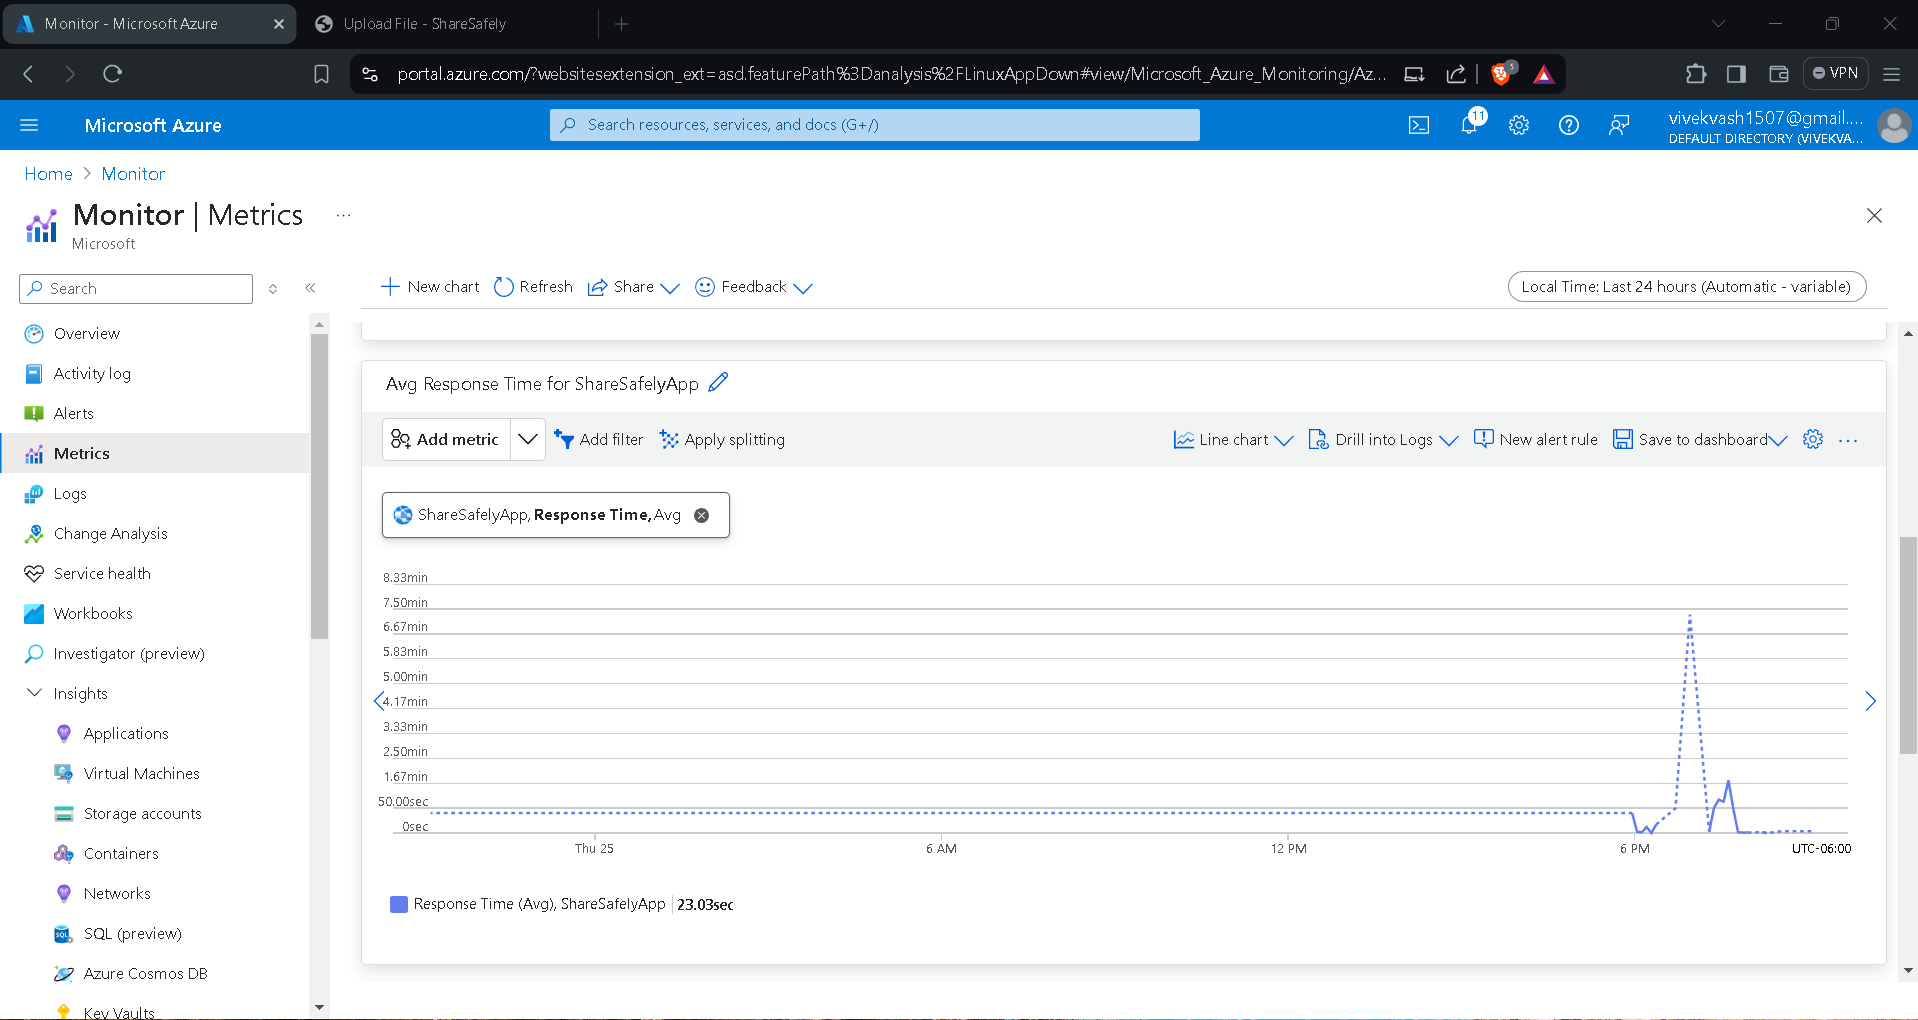 Monitor - Microsoft Azure
Upload File - ShareSafely
portal.azure.com/?websitesextension_ext=asd.featurePath%3Danalysis%2FLinuxAppDown#view/Microsoft_Azure_Monitoring/Az...
5
VPN
Microsoft Azure
Search resources, services, and docs (G+/)
11
vivekvash1507@gmail....
DEFAULT DIRECTORY (VIVEKVA...
Home > Monitor
Monitor | Metrics
...
Microsoft
Search
New chart
Refresh
Share
Feedback
Local Time: Last 24 hours (Automatic - variable)
Overview
Activity log
Alerts
Metrics
Logs
Change Analysis
Service health
Workbooks
Investigator (preview)
Insights
Applications
Virtual Machines
Storage accounts
Containers
Networks
SQL
SQL (preview)
Azure Cosmos DB
Key Vaults
Avg Response Time for ShareSafelyApp
Add metric
Add filter
Apply splitting
Line chart
Drill into Logs
New alert rule
Save to dashboard
...
ShareSafelyApp, Response Time, Avg
8.33min
7.50min
6.67min
5.83min
5.00min
4.17min
3.33min
2.50min
1.67min
50.00sec
0sec
Thu 25
6 AM
12 PM
6 PM
UTC-06:00
Response Time (Avg), ShareSafelyApp | 23.03sec